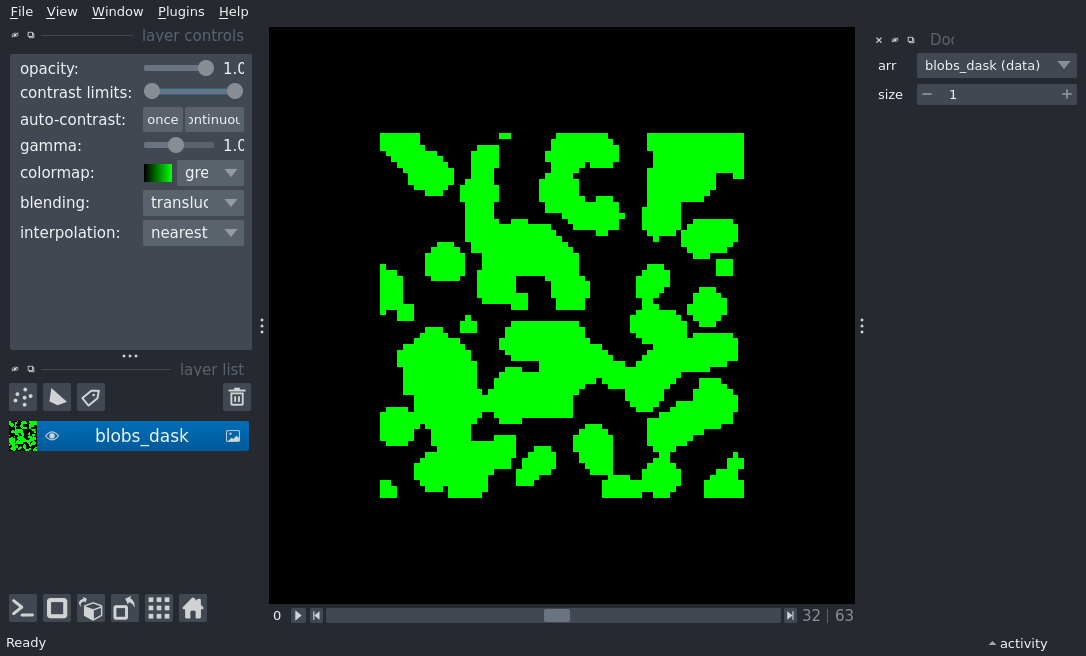 File View Window Plugins Help
layer controls
opacity: 1.0
contrast limits:
auto-contrast: once ontinuou
gamma: 1.0
colormap: gre
blending: transluc
interpolation: nearest
layer list
blobs_dask
Ready
0 32 | 63
Doc
arr blobs_dask (data)
size 1
activity